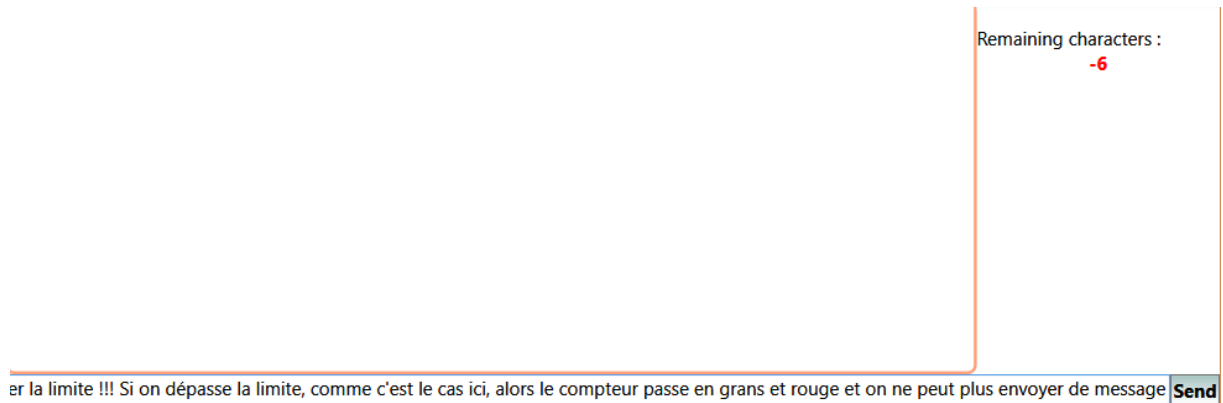 Remaining characters :
-6
er la limite !!! Si on dépasse la limite, comme c'est le cas ici, alors le compteur passe en grans et rouge et on ne peut plus envoyer de message Send